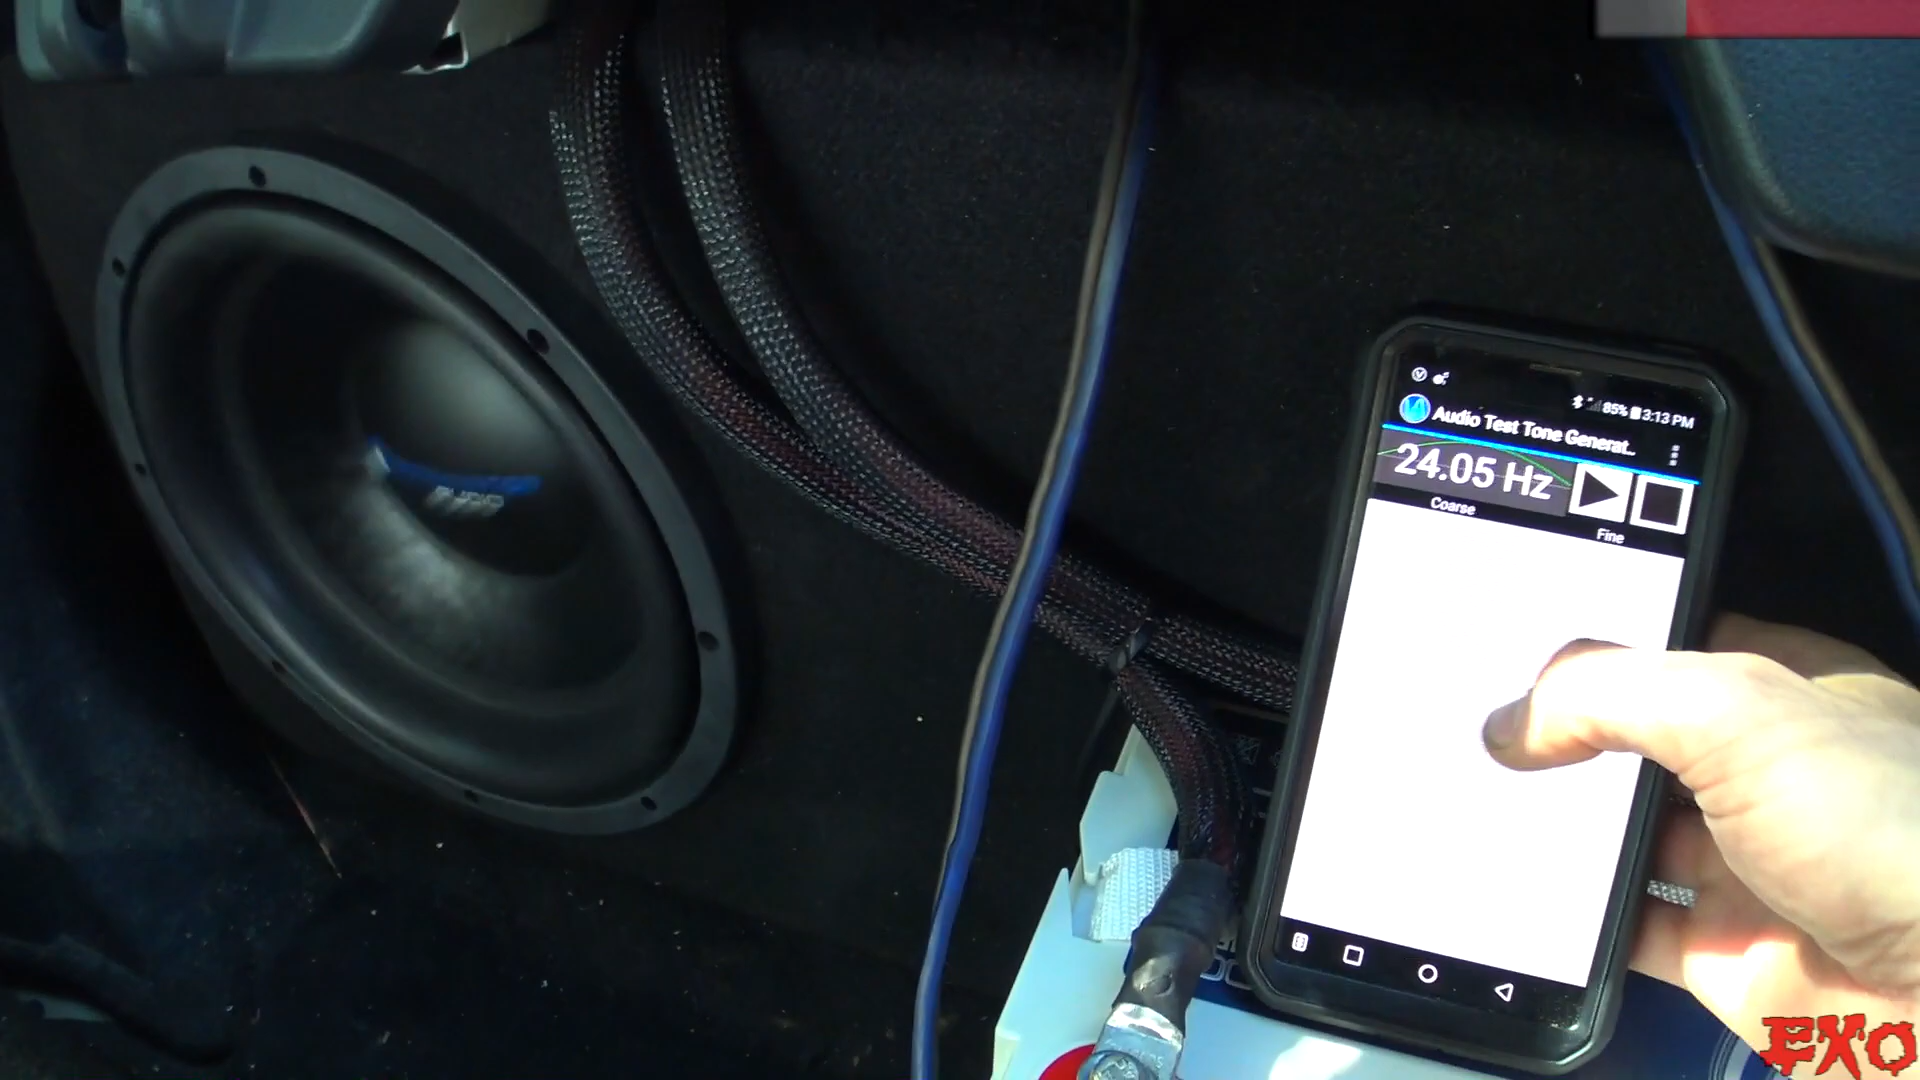 85% 3:13 PM
Audio Test Tone Generat..
24.05 Hz
Coarse
Fine
AUDIO
EXO